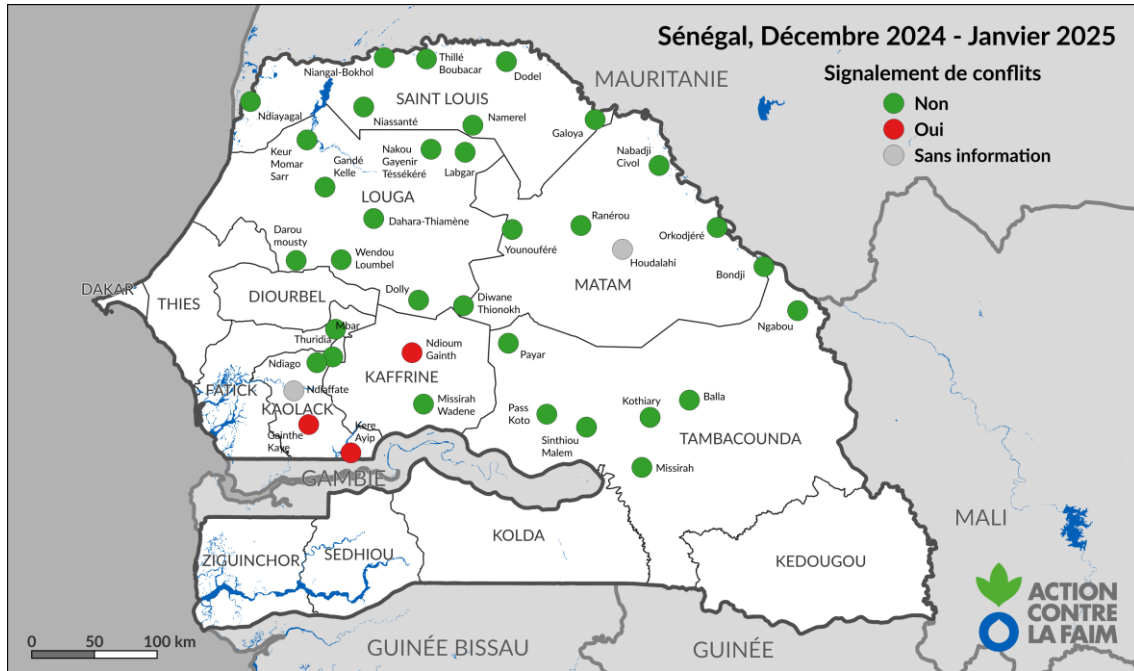 Sénégal, Décembre 2024 - Janvier 2025
Signalement de conflits
Non
Oui
Sans information
MAURITANIE
Niangal-Bokhol
Thillé
Boubacar
Dodel
SAINT LOUIS
Ndiayagal
Niassanté
Namerel
Galoya
Keur
Momar
Sarr
Gandé
Kelle
Nakou
Gayenir
Téssékéré
Labgar
Nabadji
Civol
LOUGA
Dahara-Thiamène
Ranérou
Younouféré
Orkodjéré
Houdalahi
Darou
mousty
Wendou
Loumbel
Bondji
MATAM
DAKAR
THIES
DIOURBEL
Dolly
Diwane
Thionokh
Ngabou
Mbar
Thuridia
Ndiago
Ndioum
Gainth
Payar
KAFFRINE
FATICK
Ndiaffate
KAOLACK
Missirah
Wadene
Gainthe
Kaye
Kere
Ayip
Pass
Koto
Sinthiou
Malem
Kothiary
Balla
TAMBACOUNDA
Missirah
GAMBIE
MALI
ZIGUINCHOR
SEDHIOU
KOLDA
KEDOUGOU
GUINÉE BISSAU
GUINÉE
0 50 100 km
ACTION
CONTRE
LA FAIM